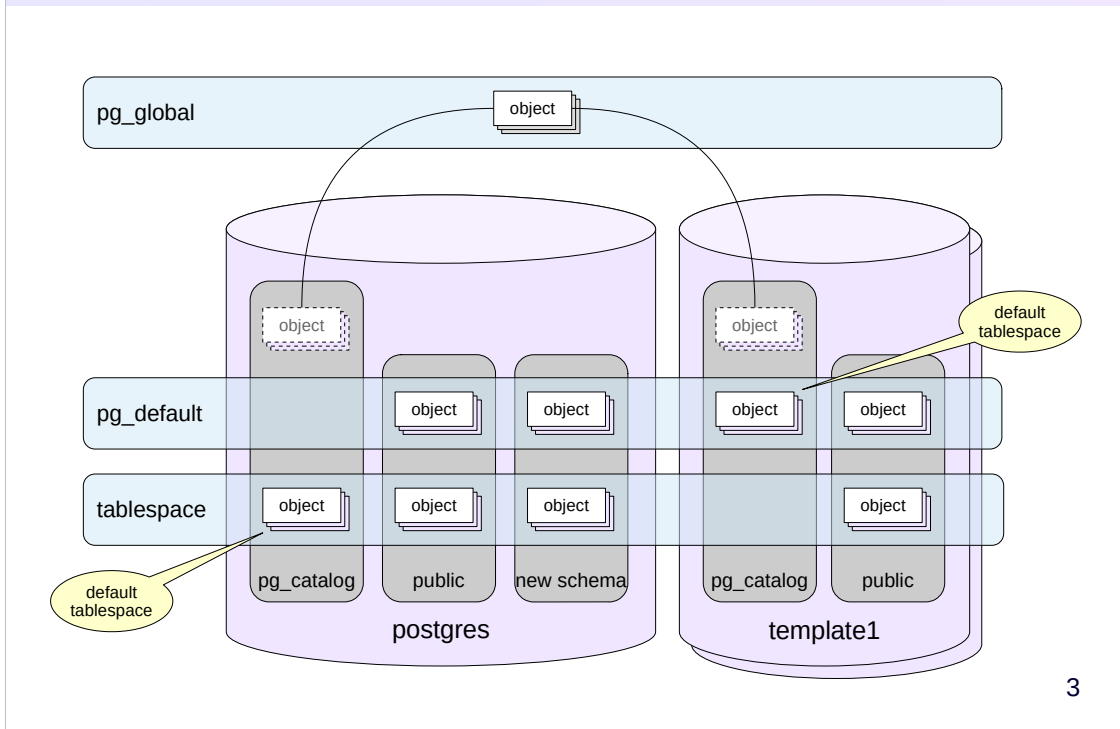 pg_global
object
object
object
default
tablespace
pg_default
object
object
object
object
tablespace
object
object
object
object
default
tablespace
pg_catalog
public
new schema
pg_catalog
public
postgres
template1
3